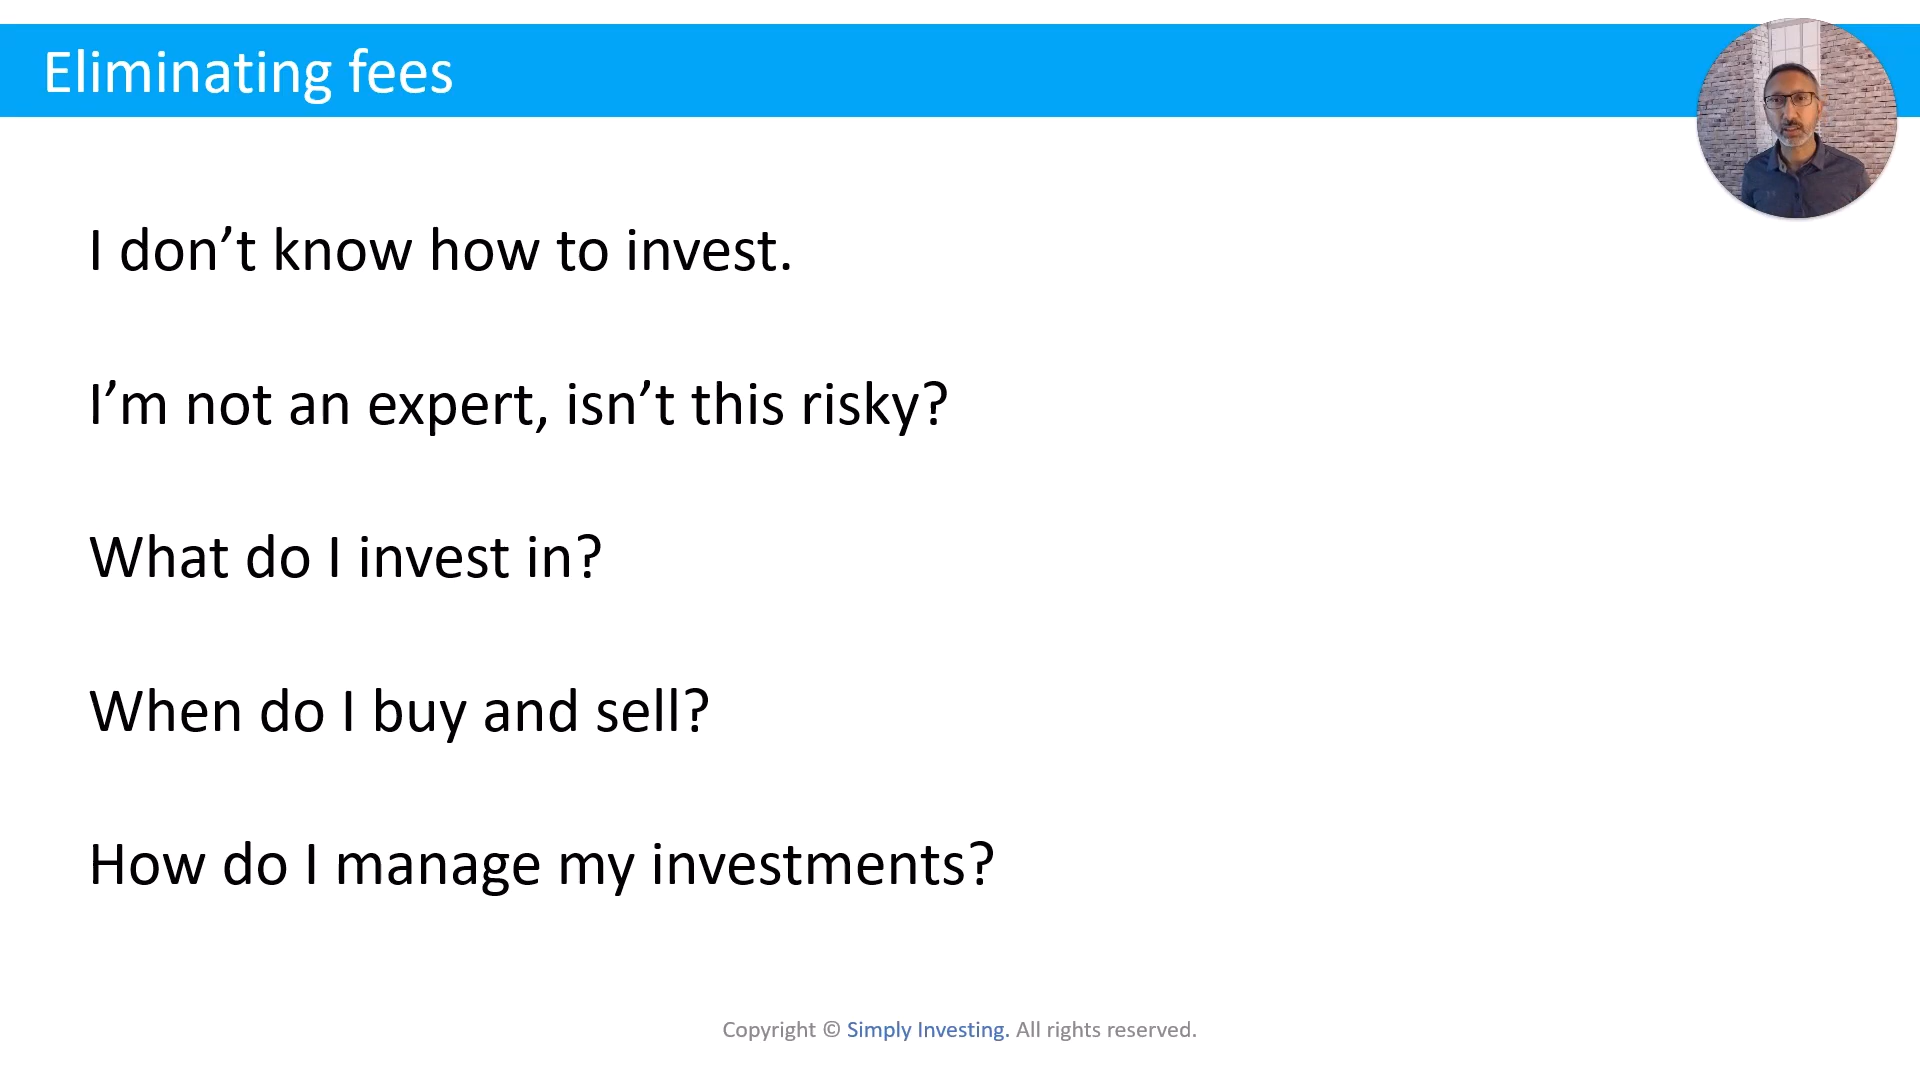 Eliminating fees
I don’t know how to invest.
I’m not an expert, isn’t this risky?
What do I invest in?
When do I buy and sell?
How do I manage my investments?
Copyright © Simply Investing. All rights reserved.